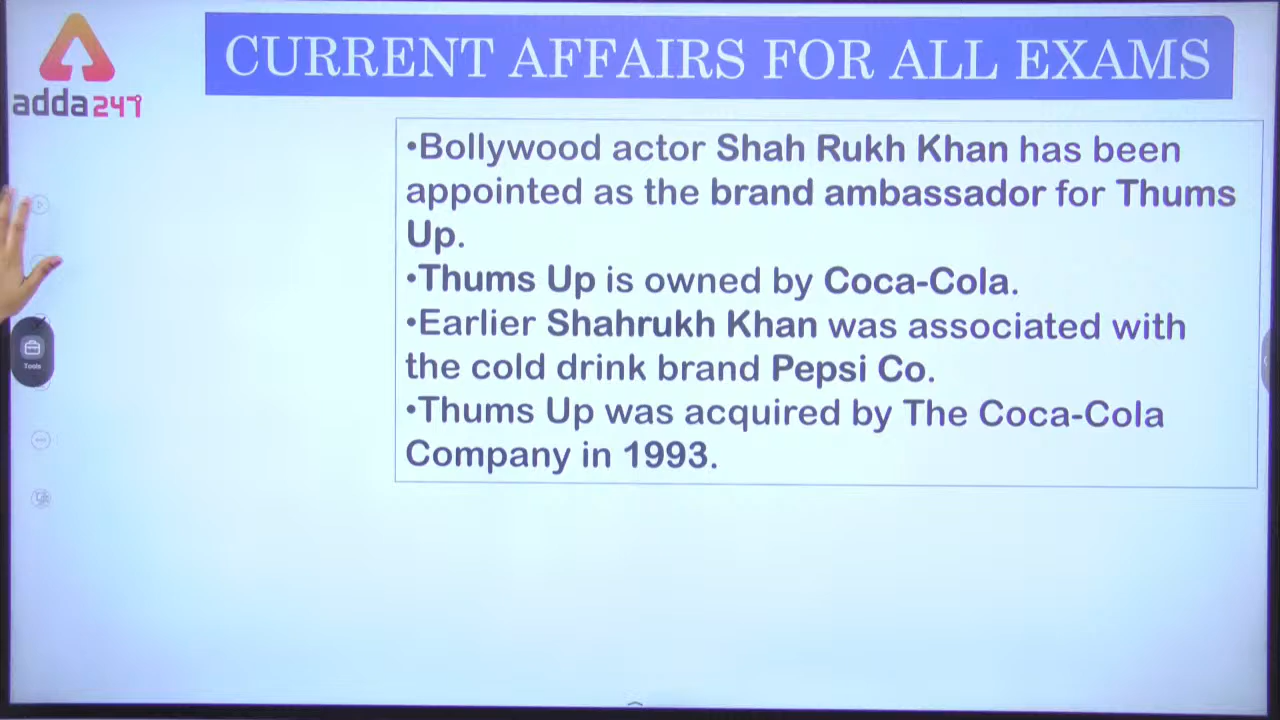 CURRENT AFFAIRS FOR ALL EXAMS
adda247
•Bollywood actor Shah Rukh Khan has been
appointed as the brand ambassador for Thums
Up.
•Thums Up is owned by Coca-Cola.
•Earlier Shahrukh Khan was associated with
the cold drink brand Pepsi Co.
•Thums Up was acquired by The Coca-Cola
Company in 1993.
Tools